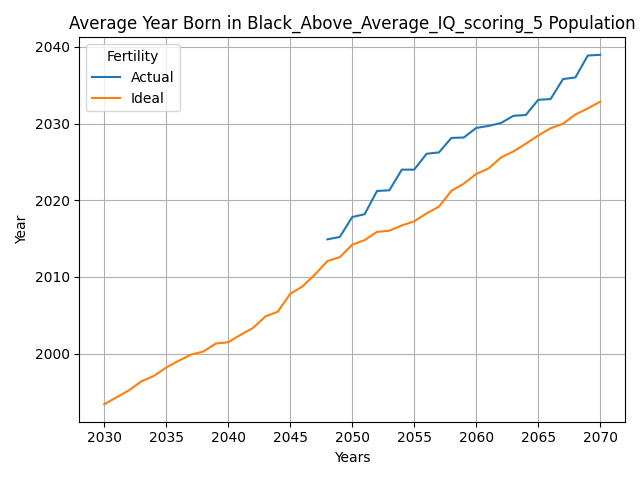 Average Year Born in Black_Above_Average_IQ_scoring_5 Population
Fertility
Actual
Ideal
Year
2040
2030
2020
2010
2000
2030 2035 2040 2045 2050 2055 2060 2065 2070
Years